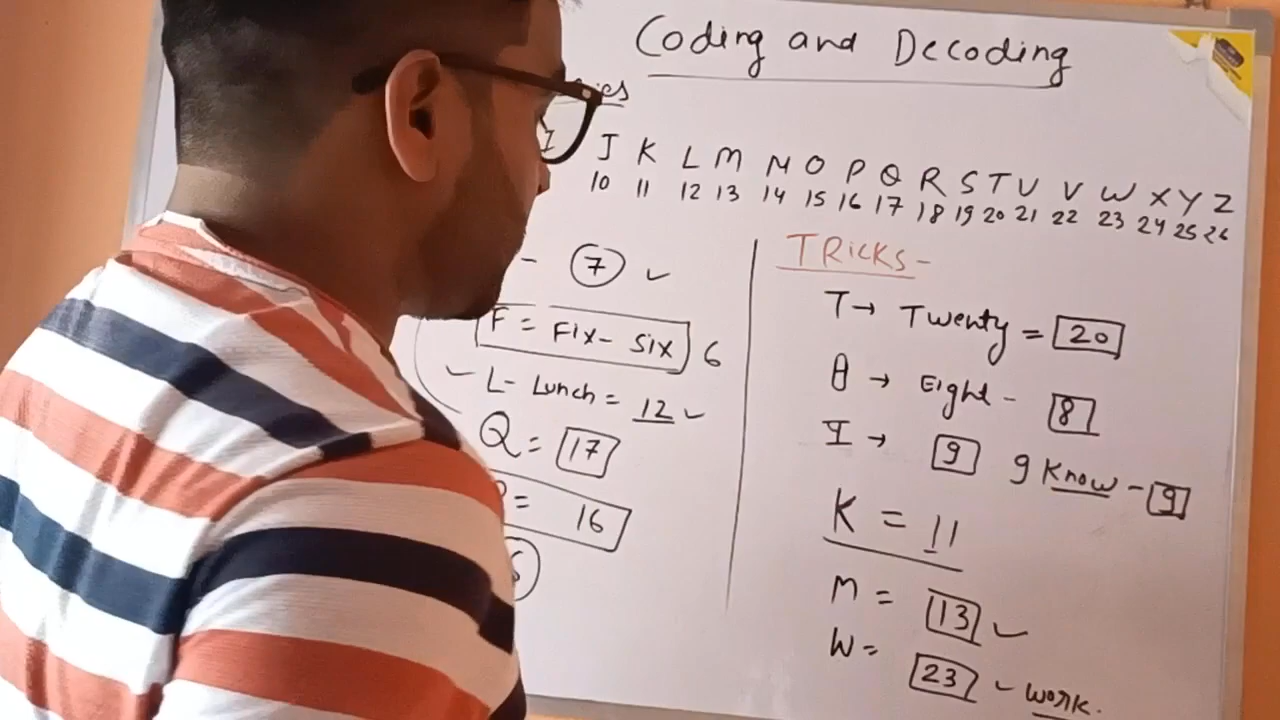 Coding and Decoding
I J K L M N O P Q R S T U V W X Y Z
10 11 12 13 14 15 16 17 18 19 20 21 22 23 24 25 26
- 7
F = Fix- Six 6
L- Lunch = 12
Q = 17
= 16
TRICKS-
T → Twenty = 20
θ → Eight - 8
I → 9 9 Know - 9
K = 11
M = 13
W = 23 work.